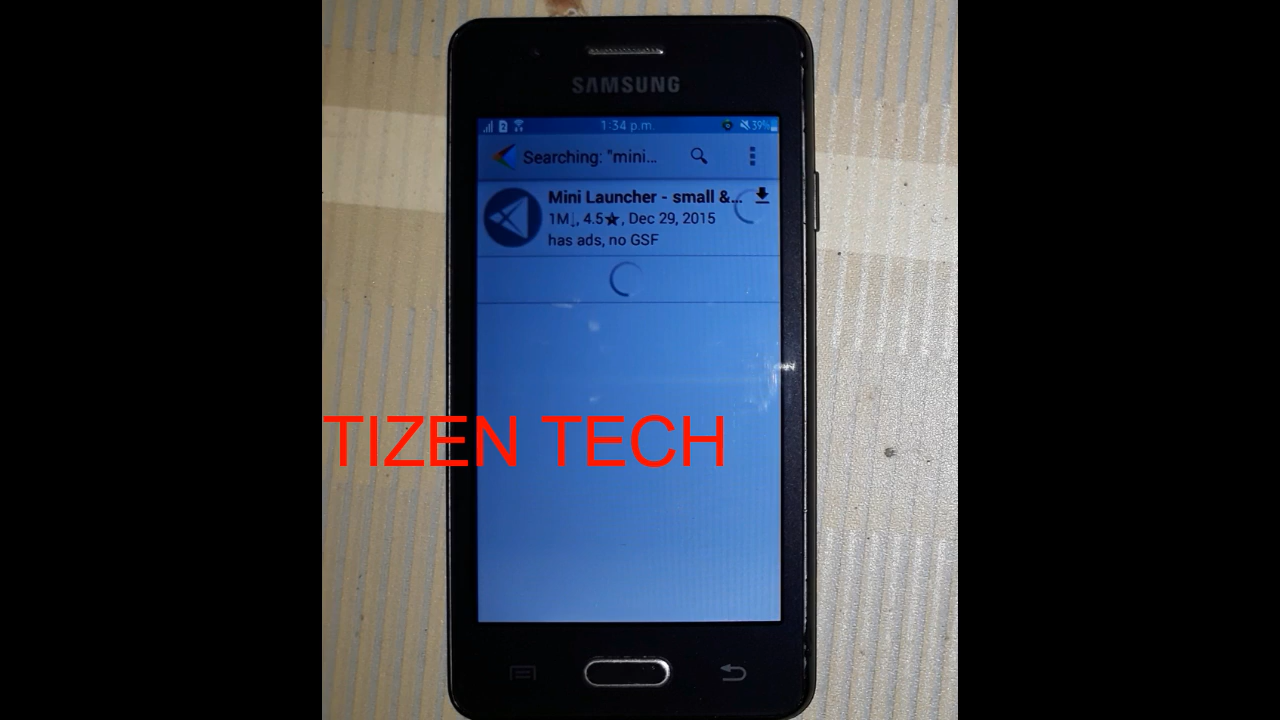 SAMSUNG
1:34 p.m. 39%
Searching: "mini...
Mini Launcher - small &...
1M↓, 4.5★, Dec 29, 2015
has ads, no GSF
TIZEN TECH